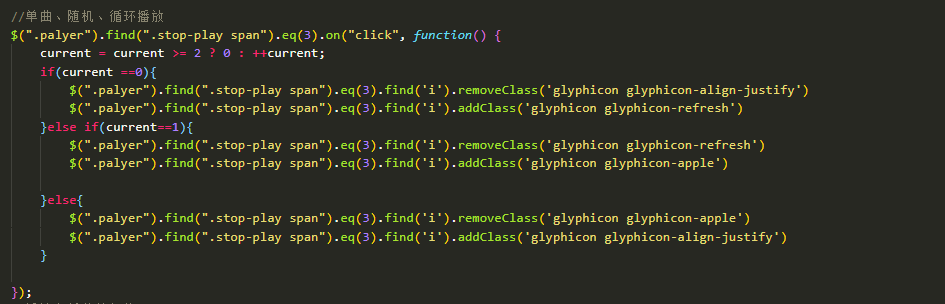 //单曲、随机、循环播放
$(".palyer").find(".stop-play span").eq(3).on("click", function() {
    current = current >= 2 ? 0 : ++current;
    if(current ==0){
        $(".palyer").find(".stop-play span").eq(3).find('i').removeClass('glyphicon glyphicon-align-justify')
        $(".palyer").find(".stop-play span").eq(3).find('i').addClass('glyphicon glyphicon-refresh')
    }else if(current==1){
        $(".palyer").find(".stop-play span").eq(3).find('i').removeClass('glyphicon glyphicon-refresh')
        $(".palyer").find(".stop-play span").eq(3).find('i').addClass('glyphicon glyphicon-apple')
    }else{
        $(".palyer").find(".stop-play span").eq(3).find('i').removeClass('glyphicon glyphicon-apple')
        $(".palyer").find(".stop-play span").eq(3).find('i').addClass('glyphicon glyphicon-align-justify')
    }
});